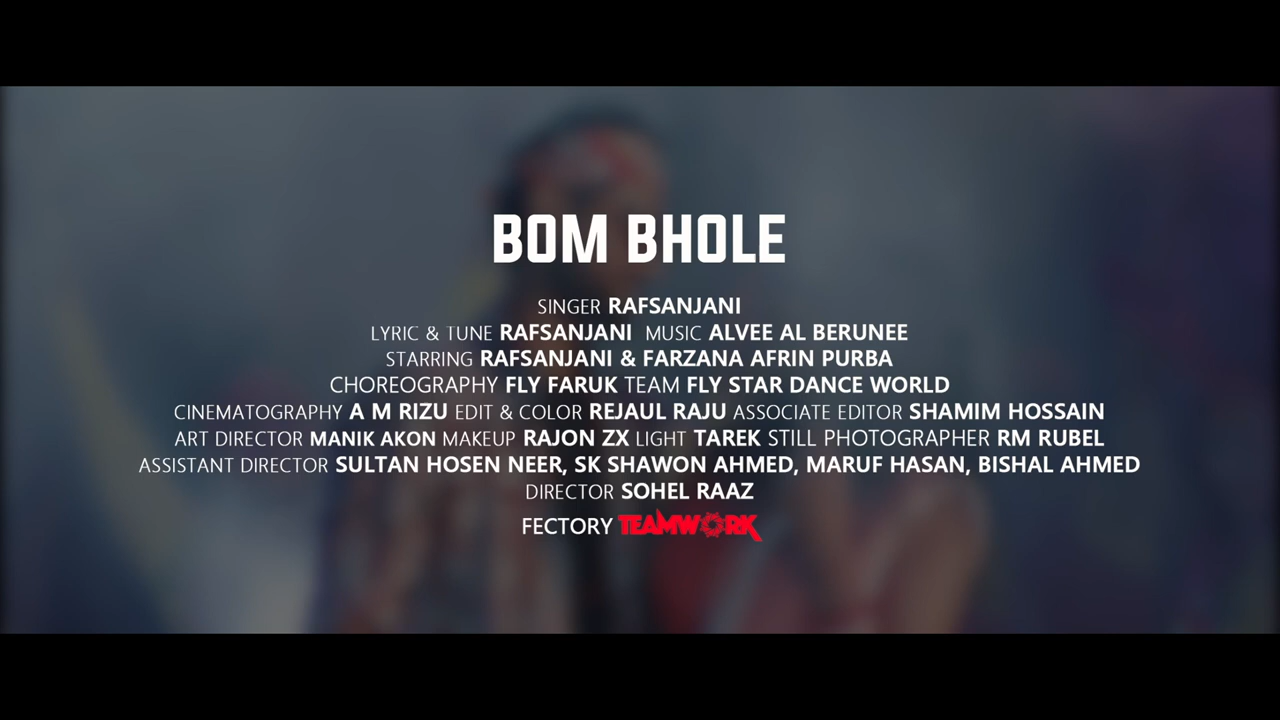 BOM BHOLE
SINGER RAFSANJANI
LYRIC & TUNE RAFSANJANI MUSIC ALVEE AL BERUNEE
STARRING RAFSANJANI & FARZANA AFRIN PURBA
CHOREOGRAPHY FLY FARUK TEAM FLY STAR DANCE WORLD
CINEMATOGRAPHY A M RIZU EDIT & COLOR REJAUL RAJU ASSOCIATE EDITOR SHAMIM HOSSAIN
ART DIRECTOR MANIK AKON MAKEUP RAJON ZX LIGHT TAREK STILL PHOTOGRAPHER RM RUBEL
ASSISTANT DIRECTOR SULTAN HOSEN NEER, SK SHAWON AHMED, MARUF HASAN, BISHAL AHMED
DIRECTOR SOHEL RAAZ
FECTORY TEAMWORK